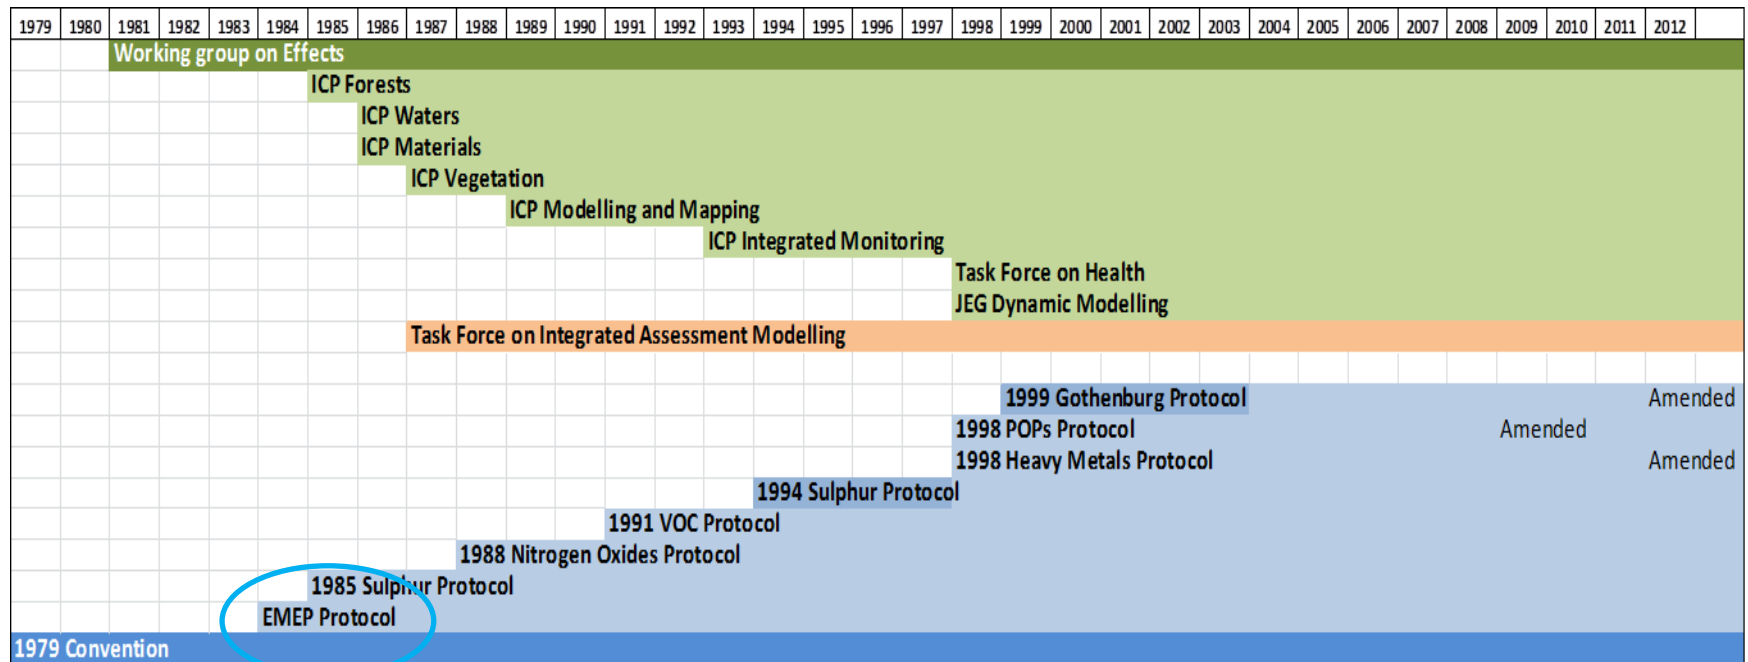 1979 1980 1981 1982 1983 1984 1985 1986 1987 1988 1989 1990 1991 1992 1993 1994 1995 1996 1997 1998 1999 2000 2001 2002 2003 2004 2005 2006 2007 2008 2009 2010 2011 2012
Working group on Effects
ICP Forests
ICP Waters
ICP Materials
ICP Vegetation
ICP Modelling and Mapping
ICP Integrated Monitoring
Task Force on Health
JEG Dynamic Modelling
Task Force on Integrated Assessment Modelling
1999 Gothenburg Protocol Amended
1998 POPs Protocol Amended
1998 Heavy Metals Protocol Amended
1994 Sulphur Protocol
1991 VOC Protocol
1988 Nitrogen Oxides Protocol
1985 Sulphur Protocol
EMEP Protocol
1979 Convention